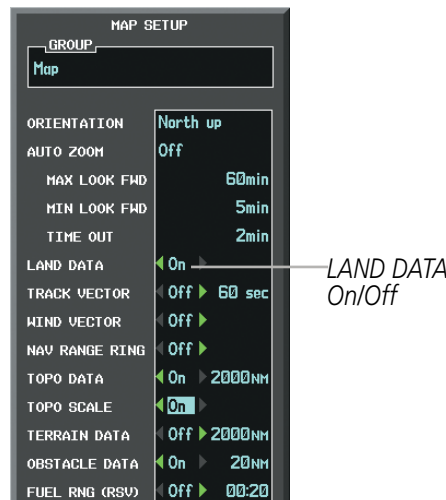 MAP SETUP
GROUP
Map
ORIENTATION North up
AUTO ZOOM Off
MAX LOOK FWD 60min
MIN LOOK FWD 5min
TIME OUT 2min
LAND DATA On
LAND DATA
On/Off
TRACK VECTOR Off 60 sec
WIND VECTOR Off
NAV RANGE RING Off
TOPO DATA On 2000NM
TOPO SCALE On
TERRAIN DATA Off 2000NM
OBSTACLE DATA On 20NM
FUEL RNG (RSV) Off 00:20